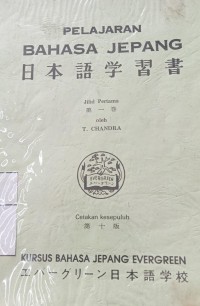 PELAJARAN
BAHASA JEPANG
日本語学習書
Jilid Pertama
第一巻
oleh
T. CHANDRA
EVERGREEN
Cetakan kesepuluh
第十版
KURSUS BAHASA JEPANG EVERGREEN
エバーグリーン日本語学校